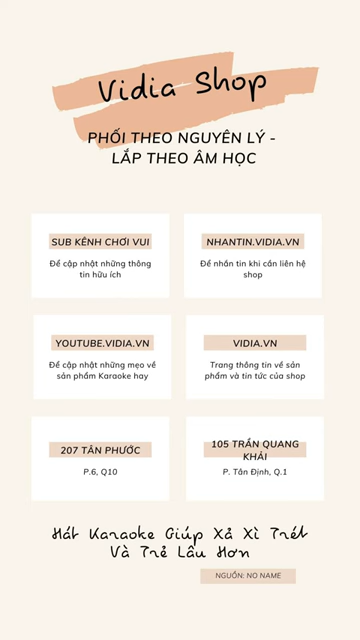 Vidia Shop
PHỐI THEO NGUYÊN LÝ -
LẮP THEO ÂM HỌC
SUB KÊNH CHƠI VUI
Để cập nhật những thông
tin hữu ích
NHANTIN.VIDIA.VN
Để nhắn tin khi cần liên hệ
shop
YOUTUBE.VIDIA.VN
Để cập nhật những mẹo về
sản phẩm Karaoke hay
VIDIA.VN
Trang thông tin về sản
phẩm và tin tức của shop
207 TÂN PHƯỚC
P.6, Q10
105 TRẦN QUANG
KHẢI
P. Tân Định, Q.1
Hát Karaoke Giúp Xả Xì Trét
Và Trẻ Lâu Hơn
NGUỒN: NO NAME